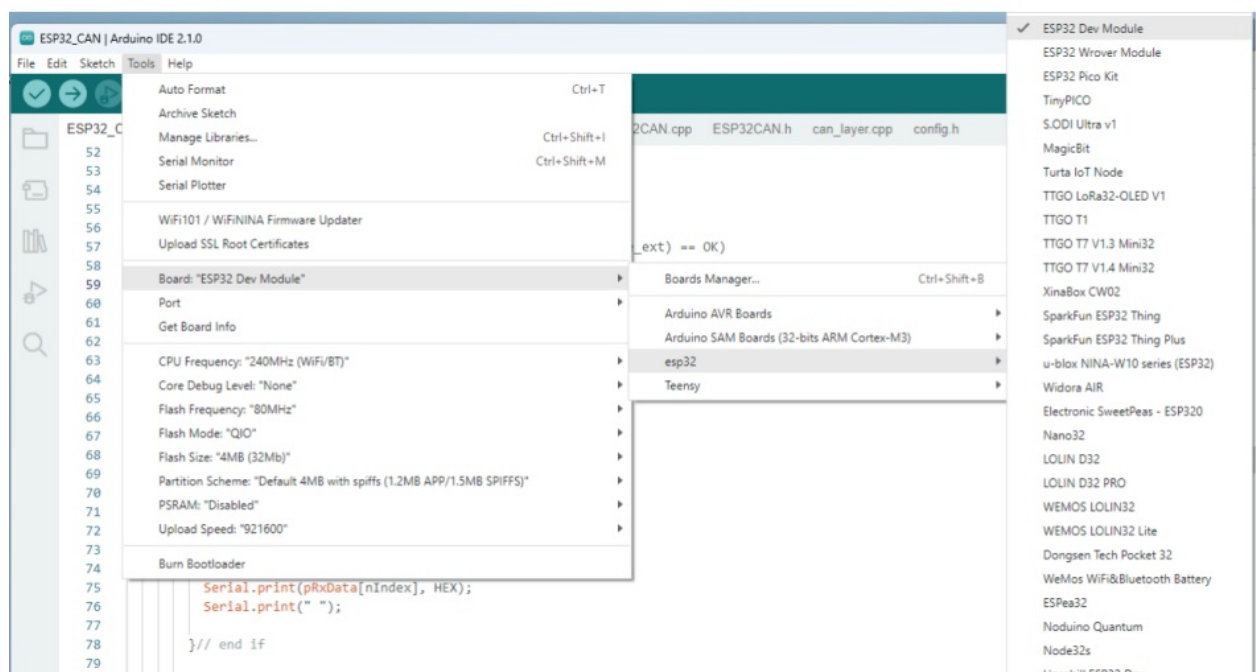 ESP32_CAN | Arduino IDE 2.1.0
File Edit Sketch Tools Help
ESP32_C
2CAN.cpp ESP32CAN.h can_layer.cpp config.h
Auto Format Ctrl+T
Archive Sketch
Manage Libraries... Ctrl+Shift+I
Serial Monitor Ctrl+Shift+M
Serial Plotter
WiFi101 / WiFiNINA Firmware Updater
Upload SSL Root Certificates
Board: "ESP32 Dev Module"
Port
Get Board Info
CPU Frequency: "240MHz (WiFi/BT)"
Core Debug Level: "None"
Flash Frequency: "80MHz"
Flash Mode: "QIO"
Flash Size: "4MB (32Mb)"
Partition Scheme: "Default 4MB with spiffs (1.2MB APP/1.5MB SPIFFS)"
PSRAM: "Disabled"
Upload Speed: "921600"
Burn Bootloader
52
53
54
55
56
57 _ext) == OK)
58
59
60
61
62
63
64
65
66
67
68
69
70
71
72
73
74
75 Serial.print(pRxData[nIndex], HEX);
76 Serial.print(" ");
77
78 }// end if
79
Boards Manager... Ctrl+Shift+B
Arduino AVR Boards
Arduino SAM Boards (32-bits ARM Cortex-M3)
esp32
Teensy
ESP32 Dev Module
ESP32 Wrover Module
ESP32 Pico Kit
TinyPICO
S.ODI Ultra v1
MagicBit
Turta IoT Node
TTGO LoRa32-OLED V1
TTGO T1
TTGO T7 V1.3 Mini32
TTGO T7 V1.4 Mini32
XinaBox CW02
SparkFun ESP32 Thing
SparkFun ESP32 Thing Plus
u-blox NINA-W10 series (ESP32)
Widora AIR
Electronic SweetPeas - ESP320
Nano32
LOLIN D32
LOLIN D32 PRO
WEMOS LOLIN32
WEMOS LOLIN32 Lite
Dongsen Tech Pocket 32
WeMos WiFi&Bluetooth Battery
ESPea32
Noduino Quantum
Node32s